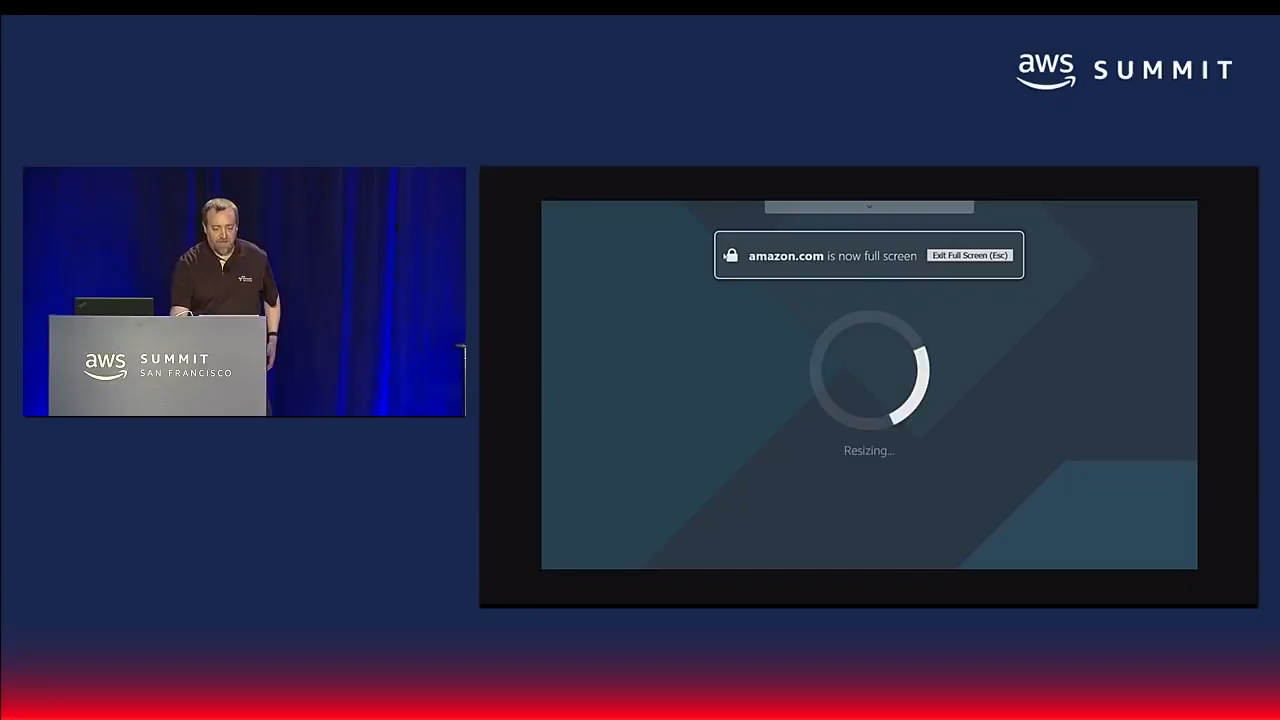 aws SUMMIT
amazon.com is now full screen Exit Full Screen (Esc)
Resizing...
aws SUMMIT
SAN FRANCISCO